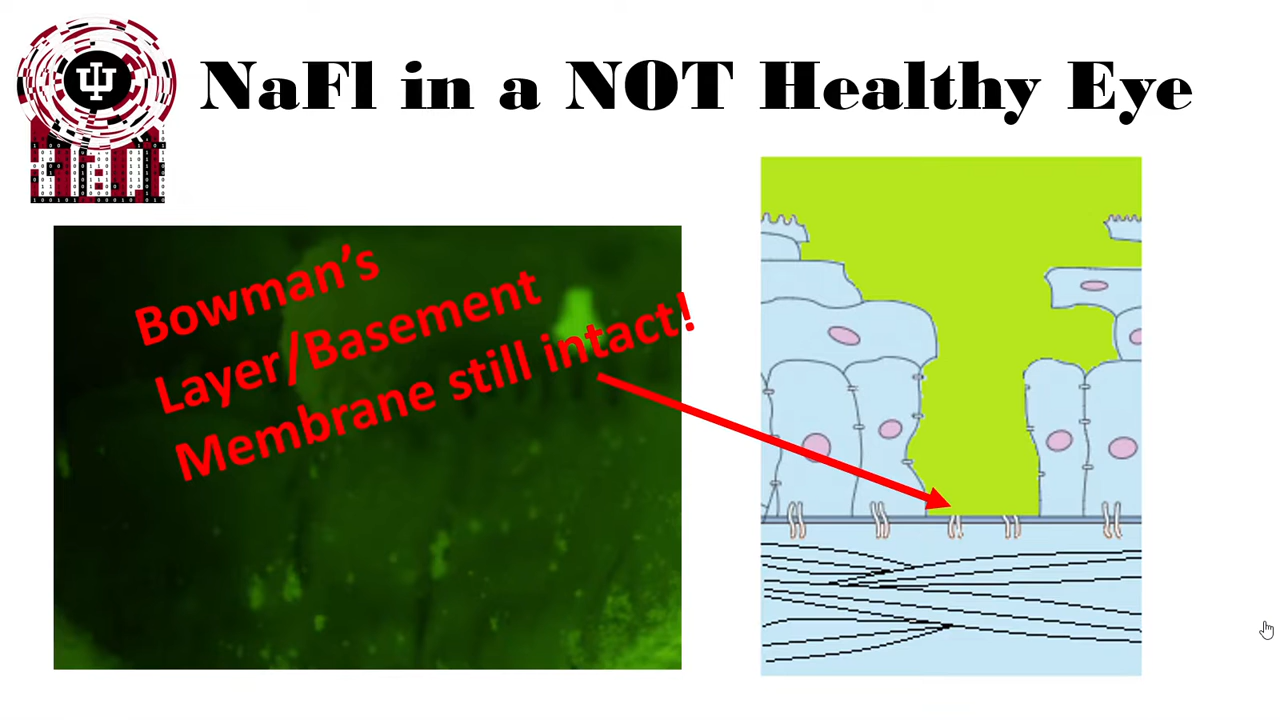 NaFl in a NOT Healthy Eye
Bowman's
Layer/Basement
Membrane still intact!